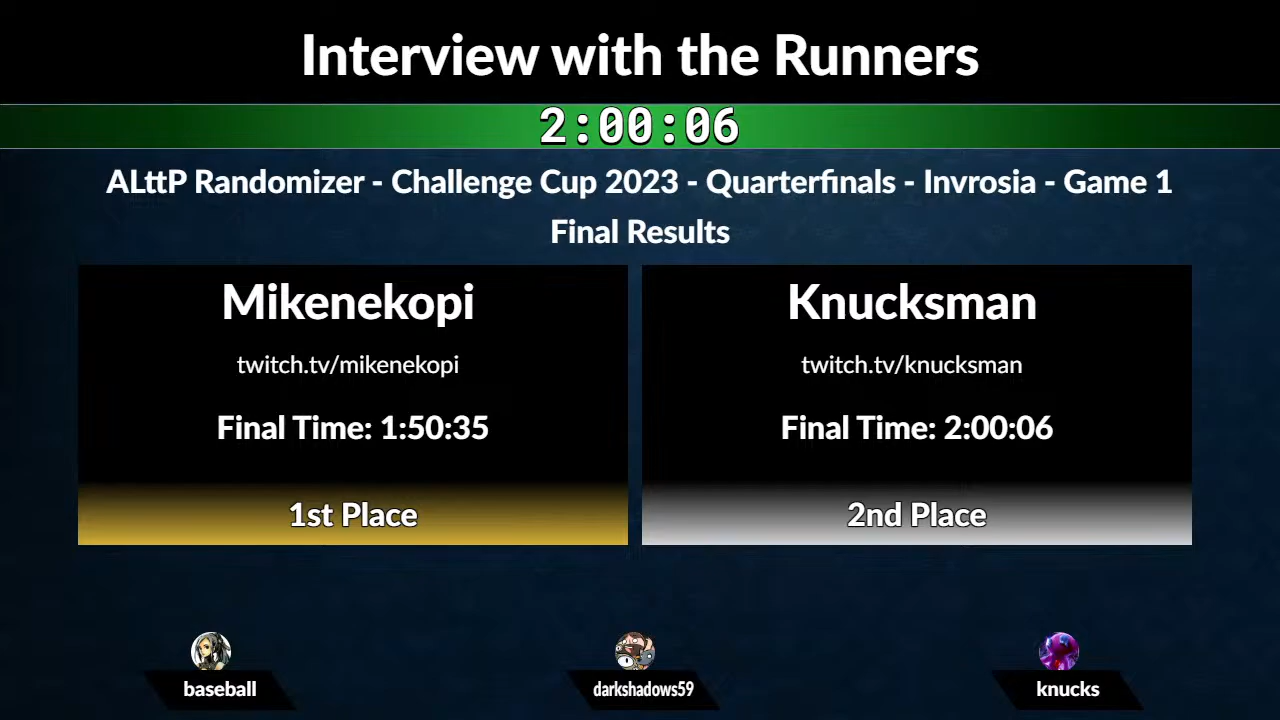 Interview with the Runners
2:00:06
ALttP Randomizer - Challenge Cup 2023 - Quarterfinals - Invrosia - Game 1
Final Results
Mikenekopi
twitch.tv/mikenekopi
Final Time: 1:50:35
1st Place
Knucksman
twitch.tv/knucksman
Final Time: 2:00:06
2nd Place
baseball
darkshadows59
knucks